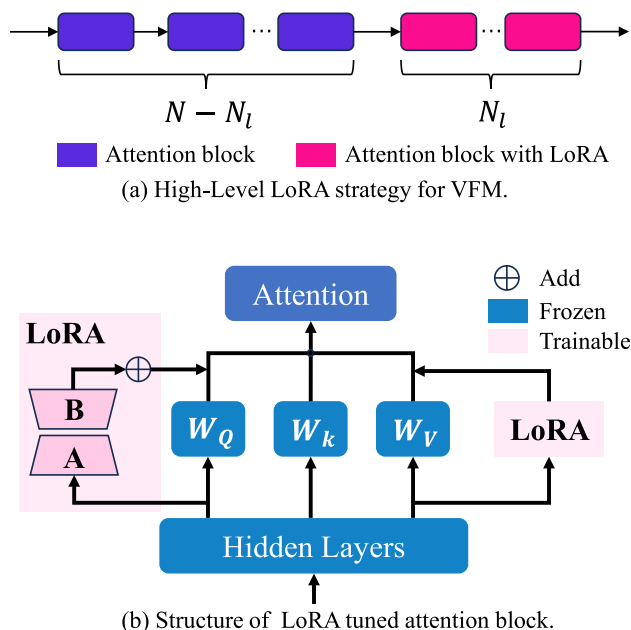 ··· ···
N − N_l N_l
Attention block Attention block with LoRA
(a) High-Level LoRA strategy for VFM.
Attention
Add
Frozen
Trainable
LoRA
B
A
W_Q W_k W_V
LoRA
Hidden Layers
(b) Structure of LoRA tuned attention block.